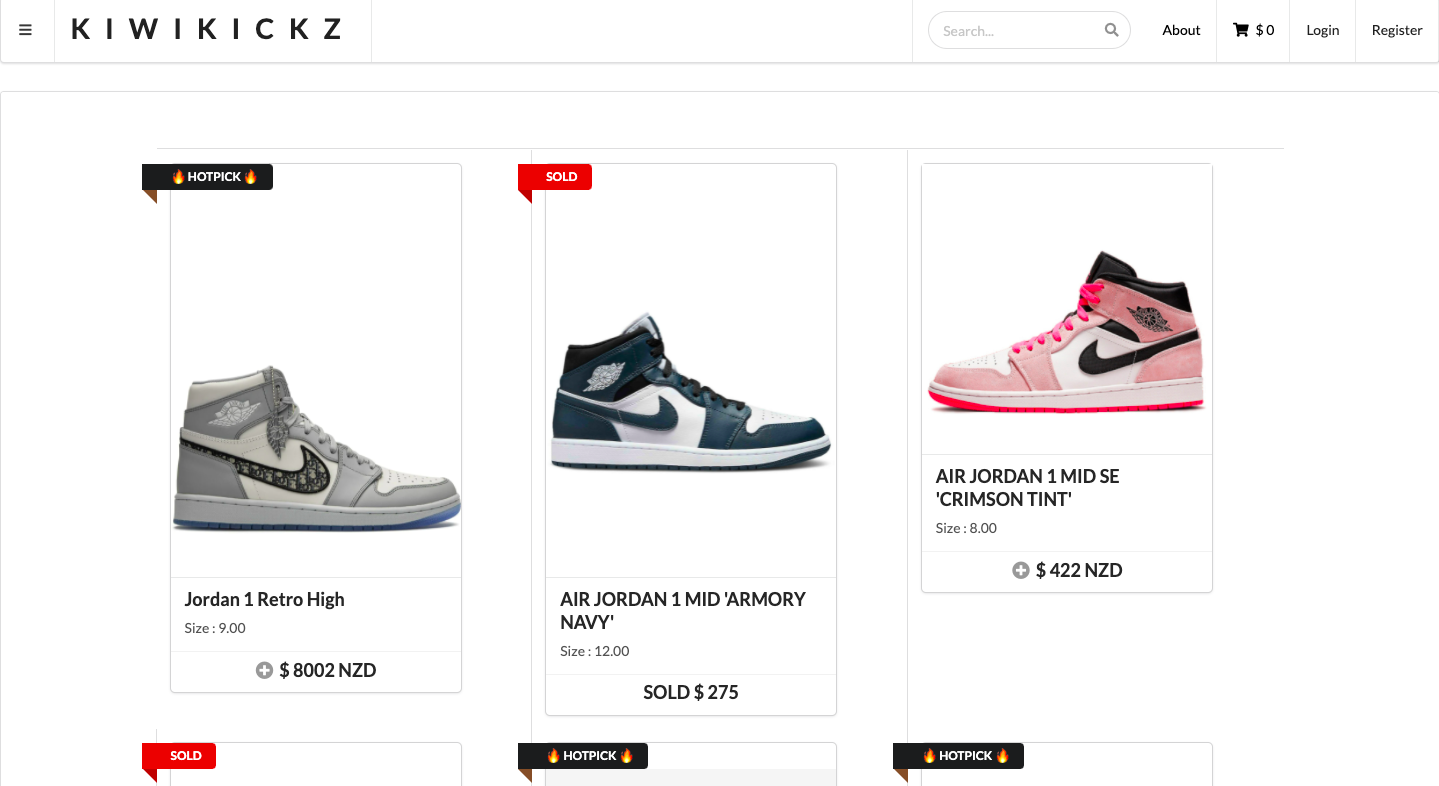 K I W I K I C K Z
Search...
About
$ 0
Login
Register
🔥 HOTPICK 🔥
SOLD
Jordan 1 Retro High
Size : 9.00
$ 8002 NZD
AIR JORDAN 1 MID 'ARMORY
NAVY'
Size : 12.00
SOLD $ 275
AIR JORDAN 1 MID SE
'CRIMSON TINT'
Size : 8.00
$ 422 NZD
SOLD
🔥 HOTPICK 🔥
🔥 HOTPICK 🔥